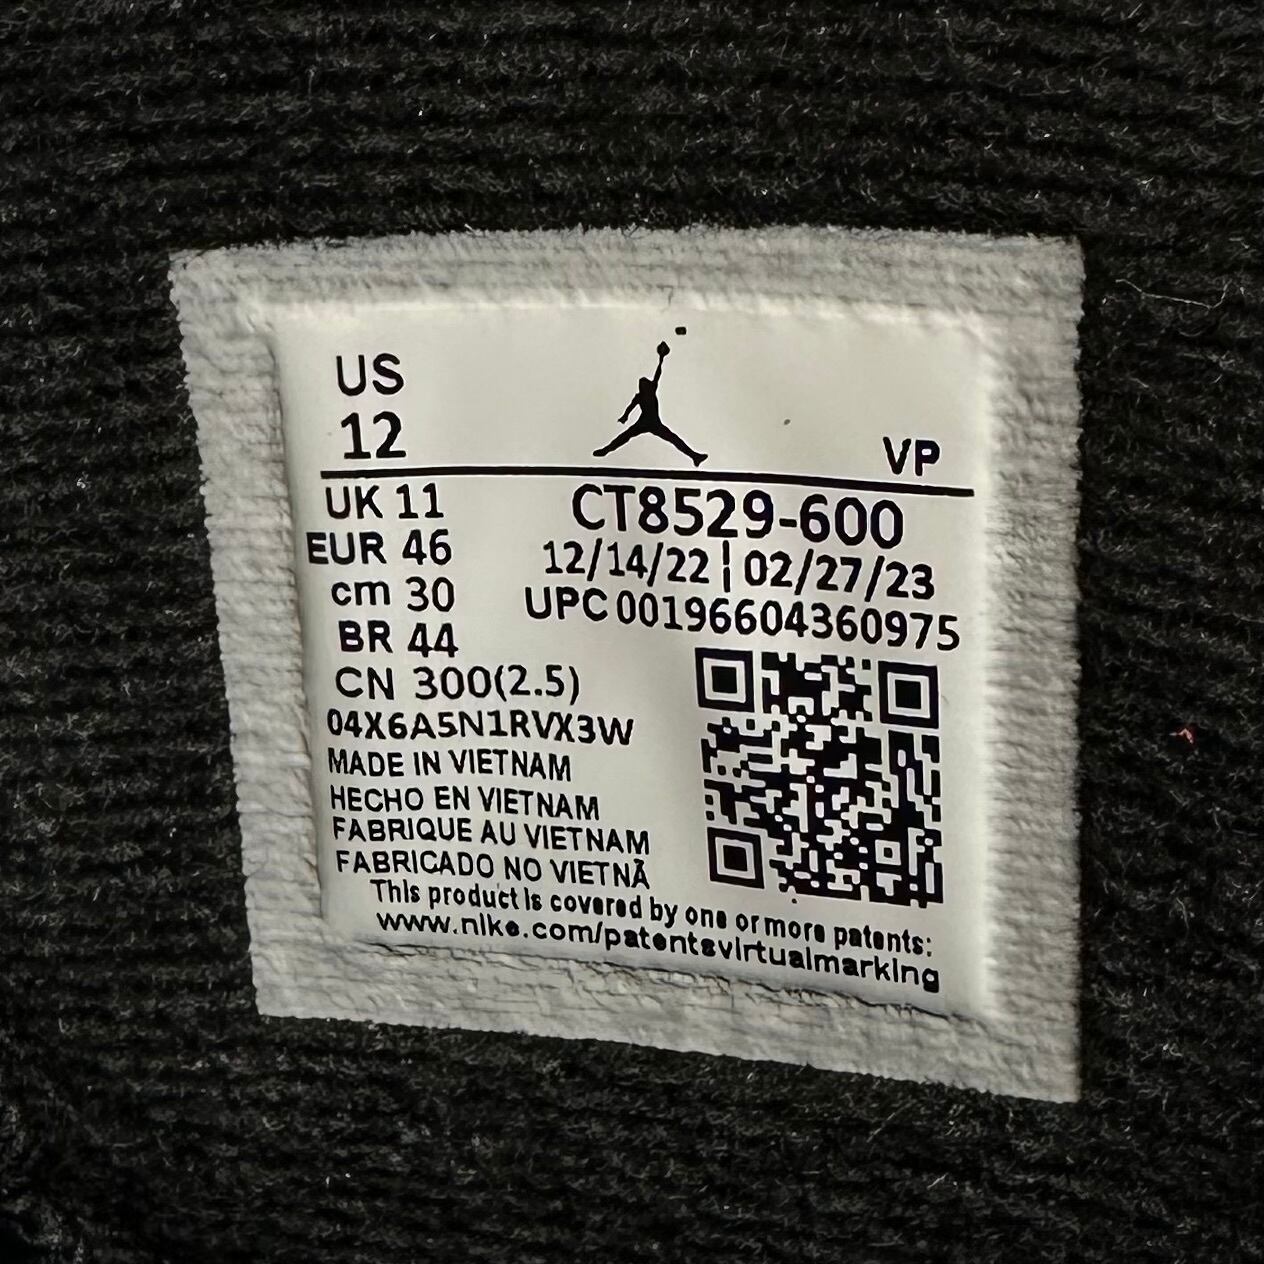 US
12
VP
UK 11
EUR 46
cm 30
BR 44
CN 300(2.5)
CT8529-600
12/14/22 | 02/27/23
UPC 00196604360975
04X6A5N1RVX3W
MADE IN VIETNAM
HECHO EN VIETNAM
FABRIQUE AU VIETNAM
FABRICADO NO VIETNÃ
This product is covered by one or more patents:
www.nike.com/patentsvirtualmarking